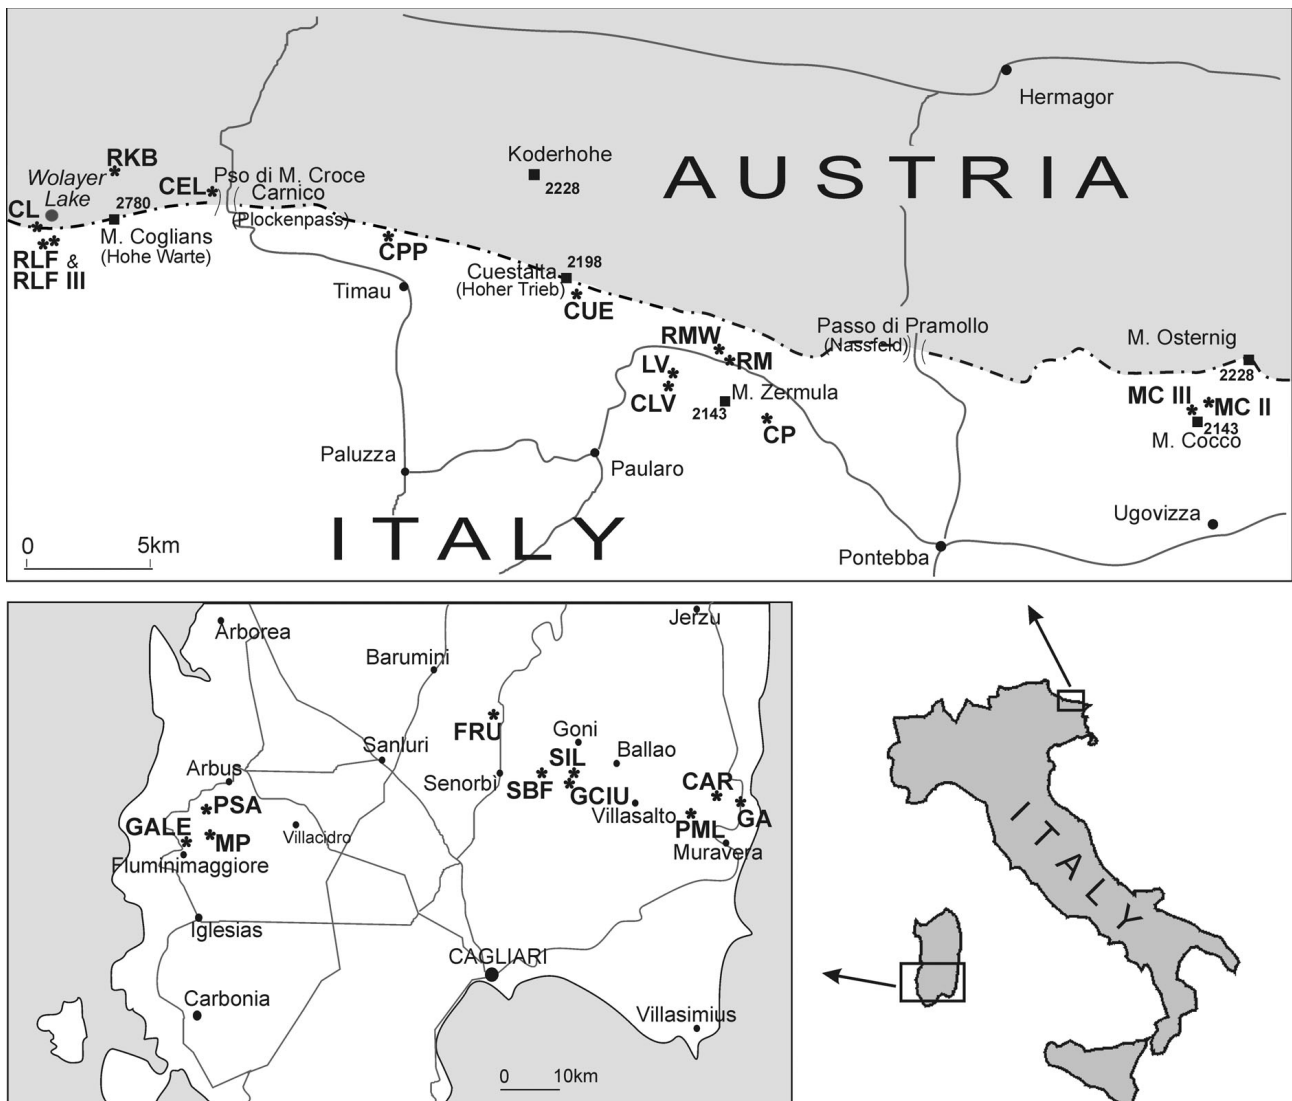 Hermagor
RKB
Koderhohe
AUSTRIA
Wolayer
Lake
CEL
Pso di M. Croce
Carnico
(Plockenpass)
2228
CL
2780
M. Coglians
(Hohe Warte)
RLF &
RLF III
CPP
2198
Cuestalta
(Hoher Trieb)
Timau
CUE
Passo di Pramollo
(Nassfeld)
RMW
RM
M. Osternig
LV
2228
CLV
M. Zermula
2143
MC III
MC II
CP
2143
M. Cocco
Paluzza
Paularo
Ugovizza
ITALY
0 5km
Pontebba
Arborea
Jerzu
Barumini
FRU
Goni
Sanluri
Ballao
SIL
Arbus
Senorbì
SBF
CAR
GCIU
PSA
Villasalto
GA
GALE
PML
MP
Villacidro
Muravera
Fluminimaggiore
Iglesias
CAGLIARI
Carbonia
Villasimius
0 10km
ITALY